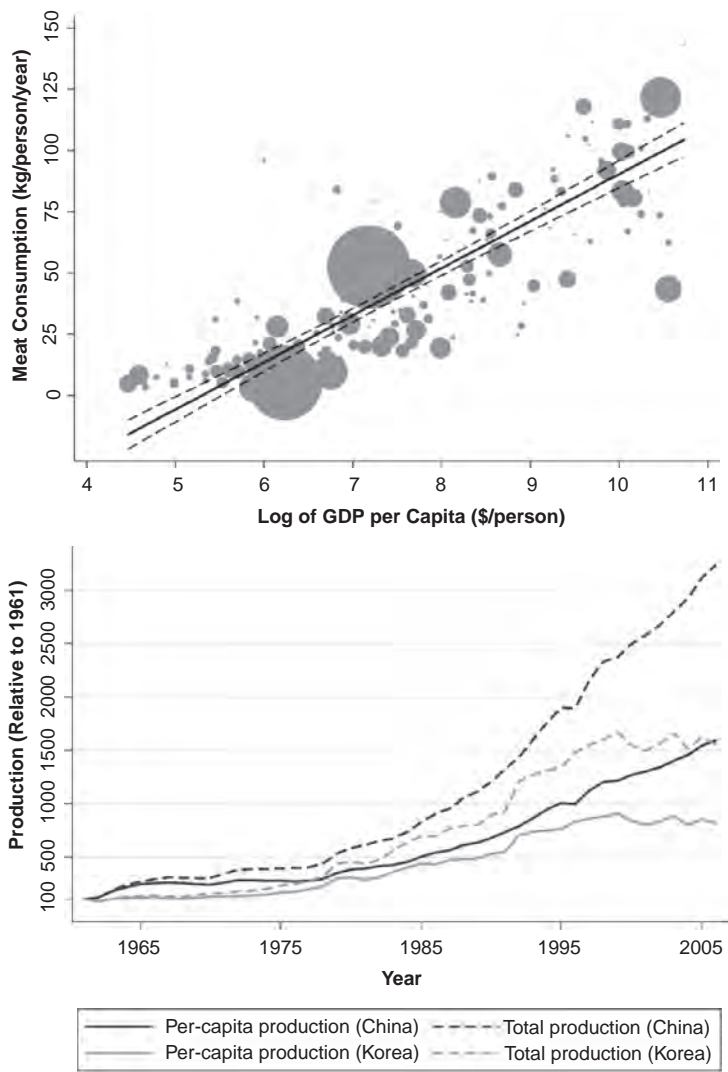 150
125
100
75
50
25
0
Meat Consumption (kg/person/year)
4 5 6 7 8 9 10 11
Log of GDP per Capita ($/person)
3000
2500
2000
1500
1000
500
100
Production (Relative to 1961)
1965 1975 1985 1995 2005
Year
Per-capita production (China) Total production (China)
Per-capita production (Korea) Total production (Korea)